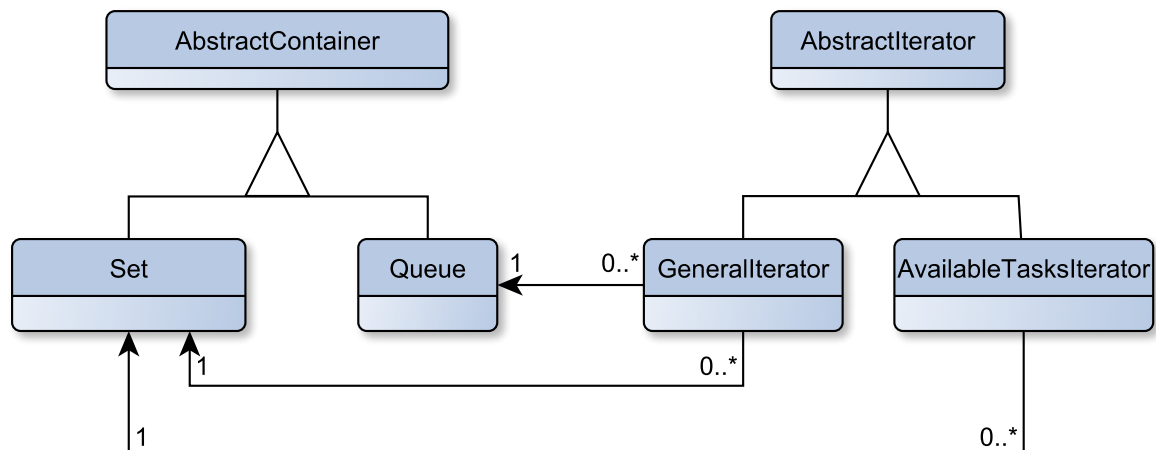 AbstractContainer
AbstractIterator
Set
Queue
1
0..*
GeneralIterator
AvailableTasksIterator
1
0..*
1
0..*